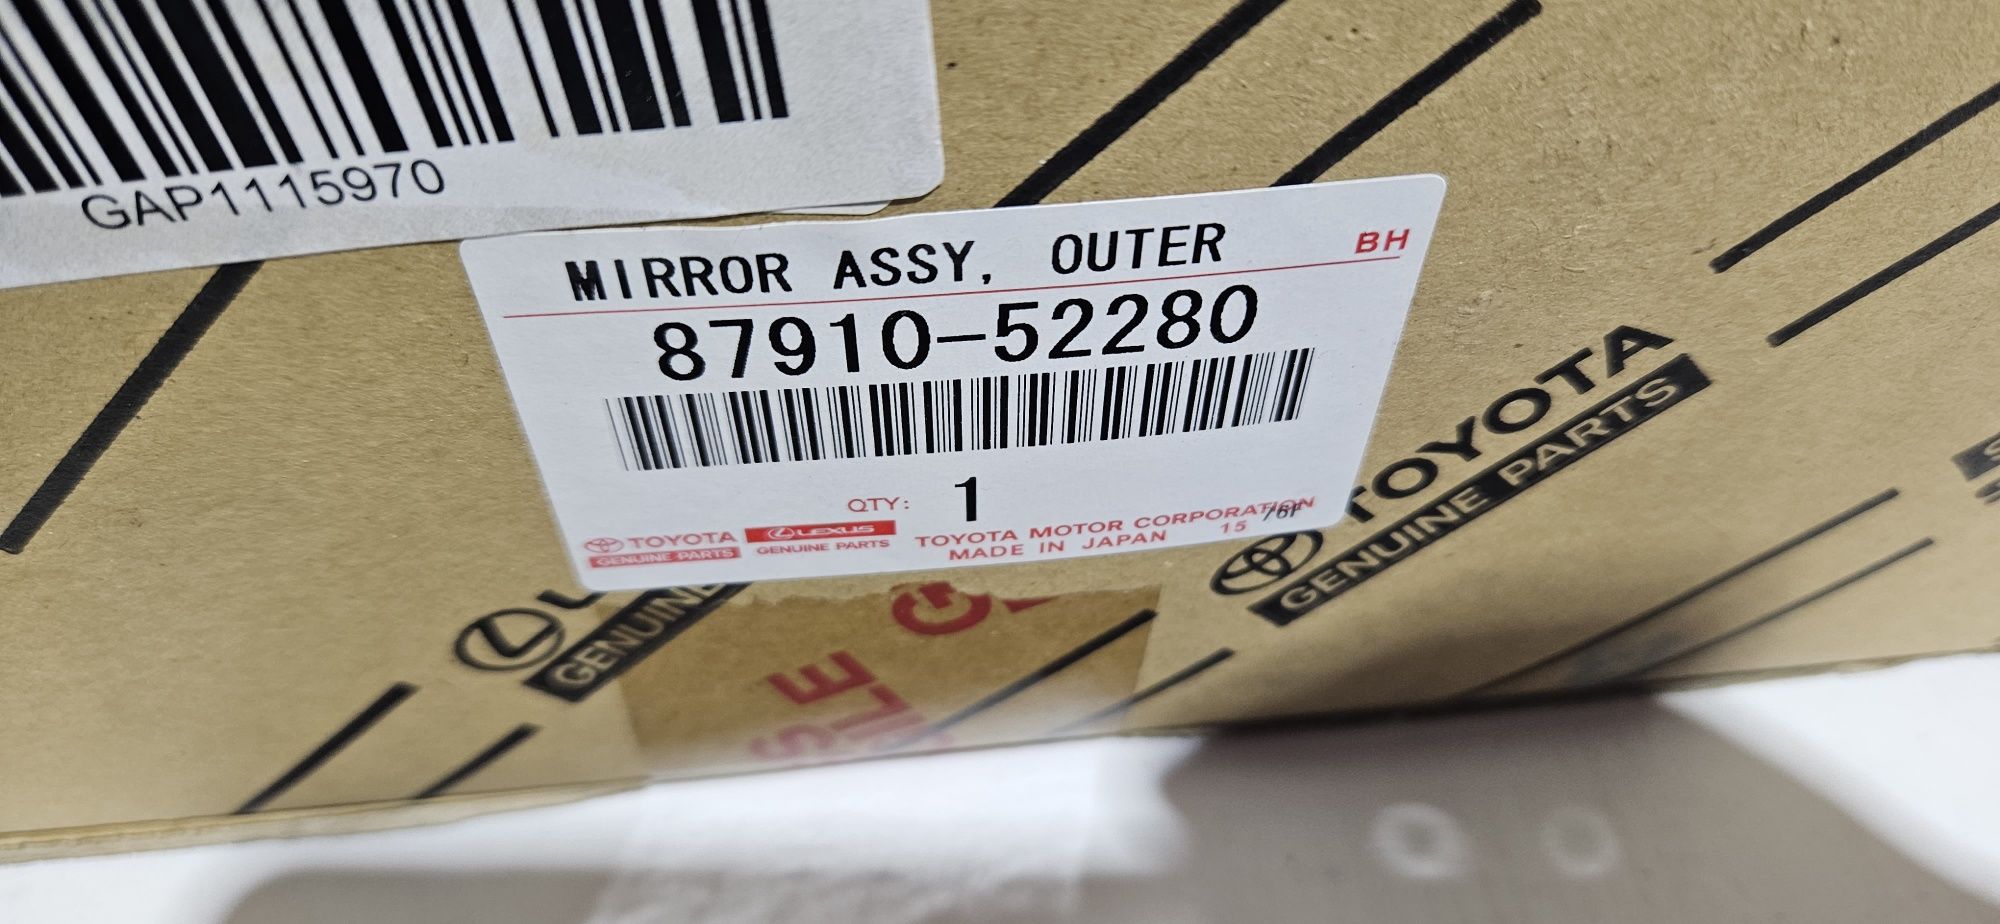 GAP1115970
MIRROR ASSY, OUTER
BH
87910-52280
QTY: 1
TOYOTA
GENUINE PARTS
LEXUS
GENUINE PARTS
TOYOTA MOTOR CORPORATION
MADE IN JAPAN 15
TOYOTA
GENUINE PARTS
GENUINE